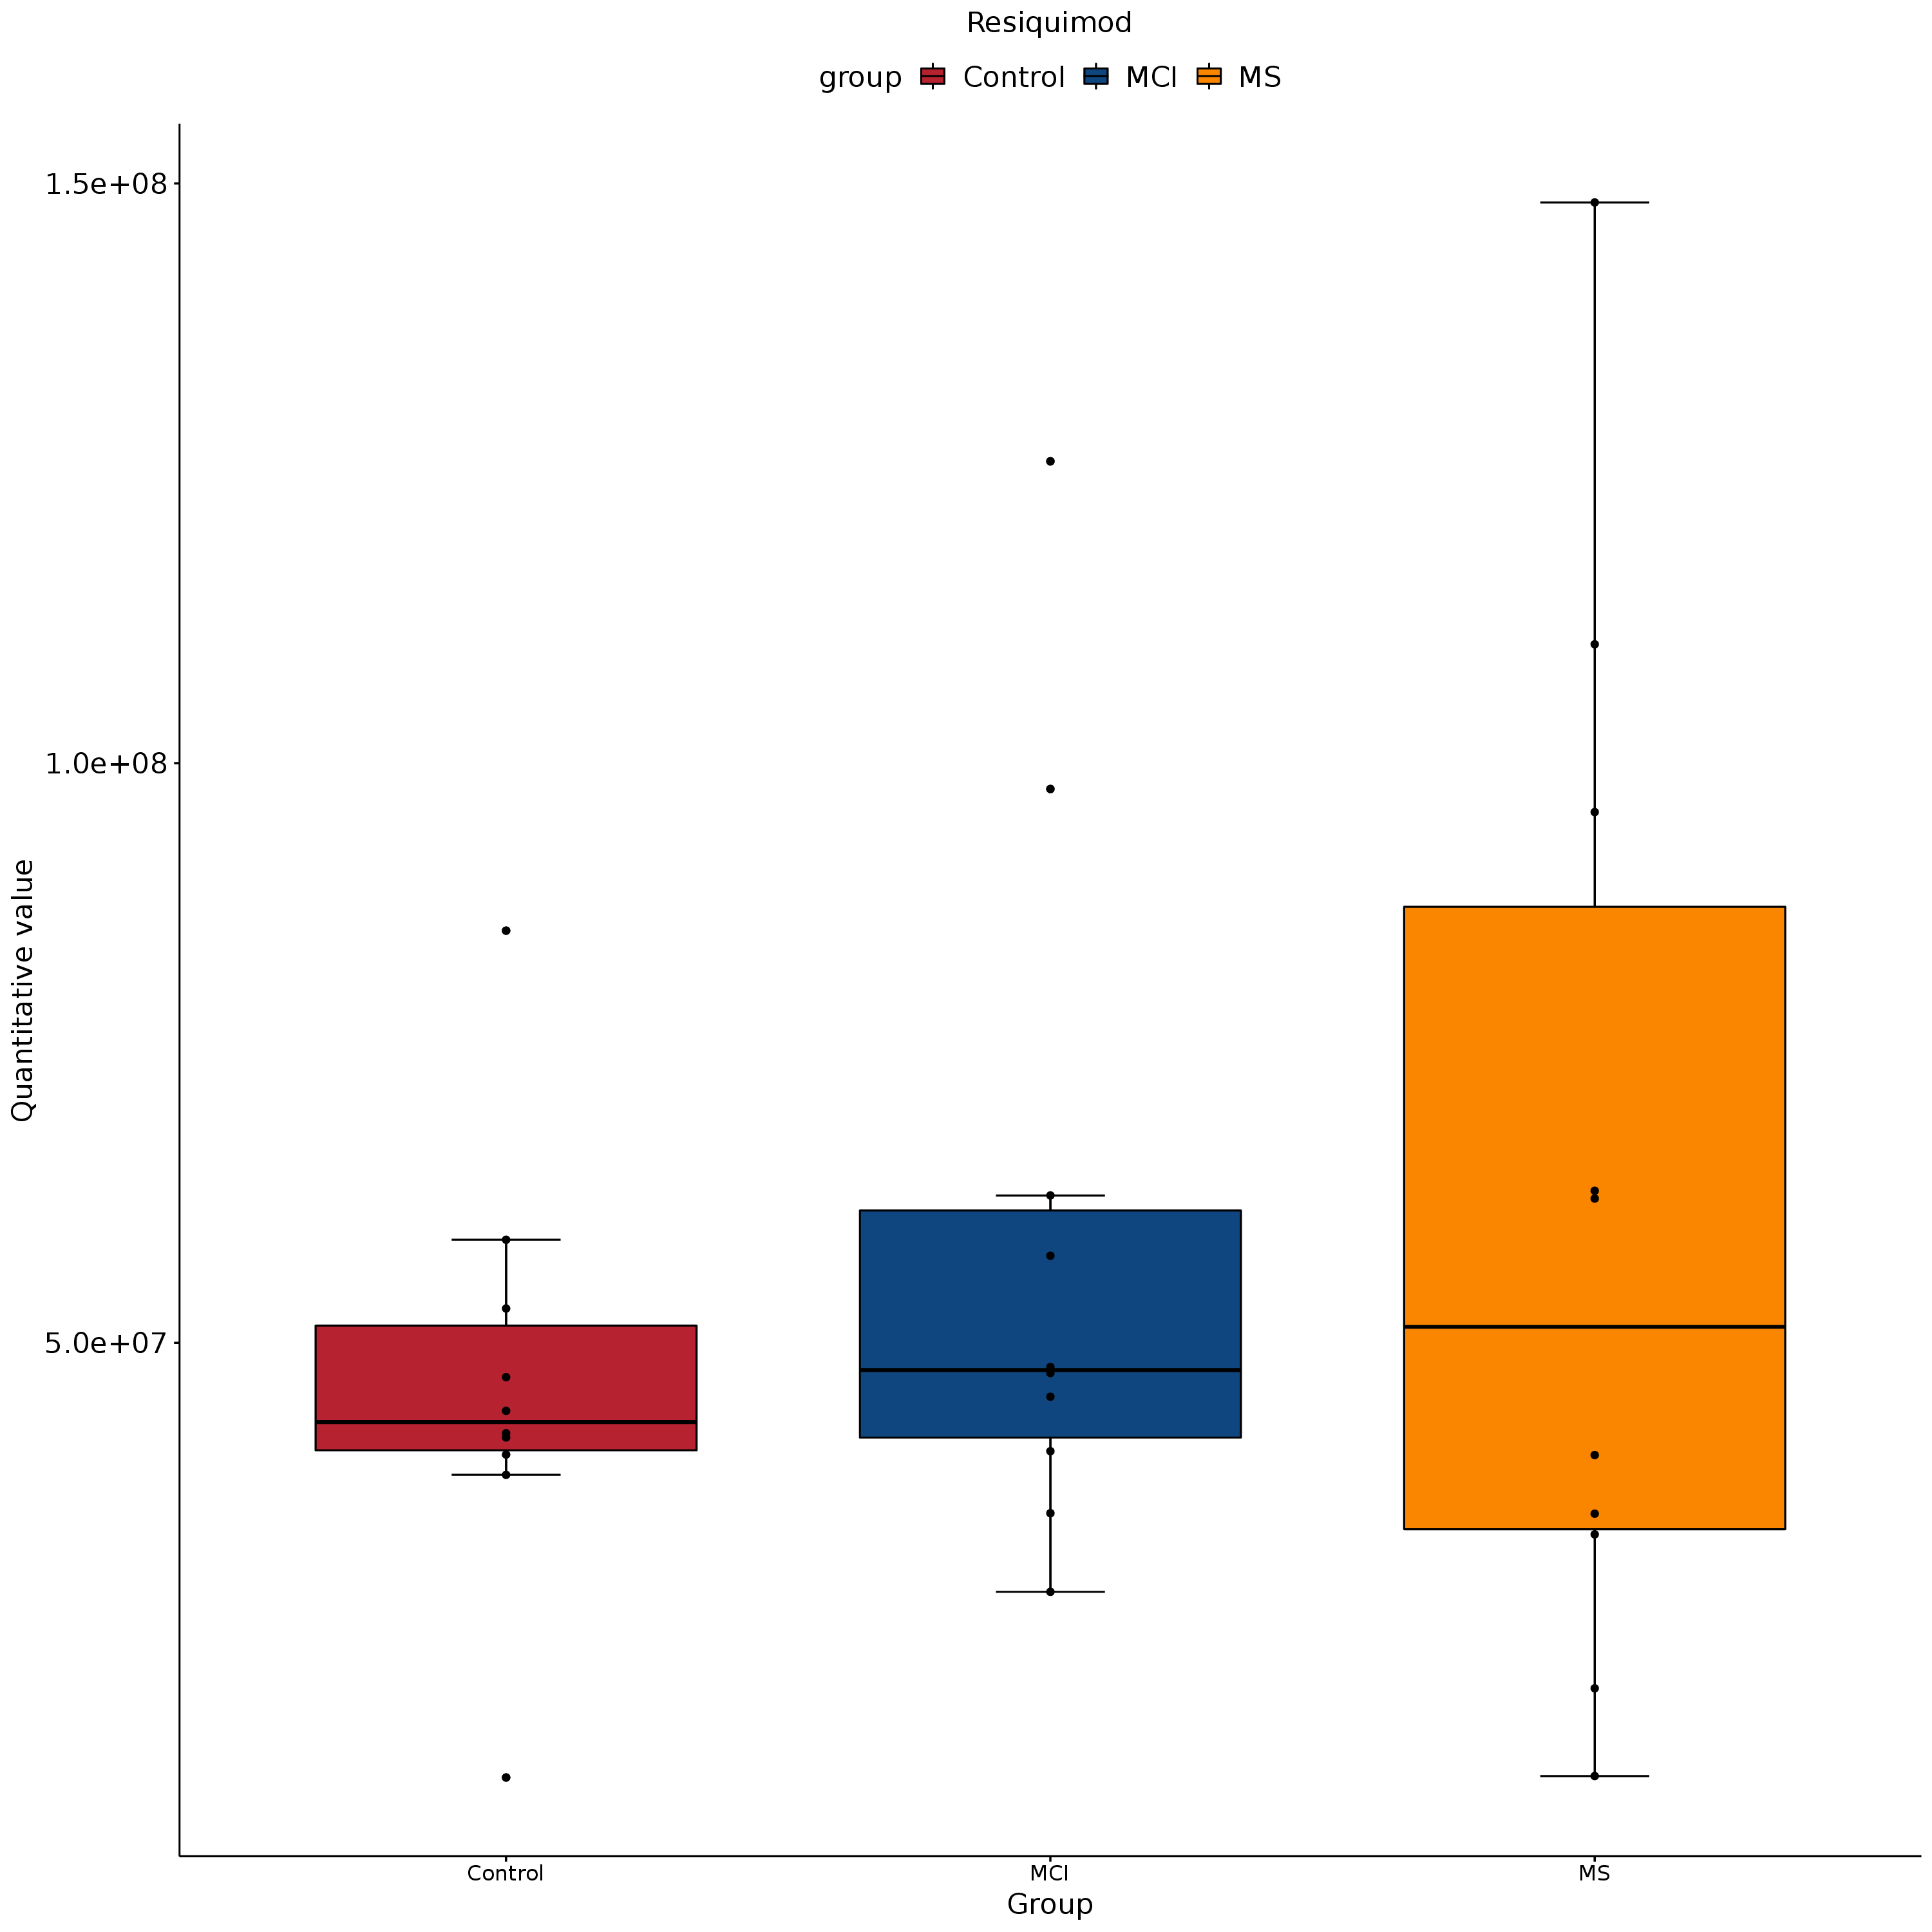 Resiquimod
group Control MCI MS
1.5e+08
1.0e+08
5.0e+07
Quantitative value
Control MCI MS
Group